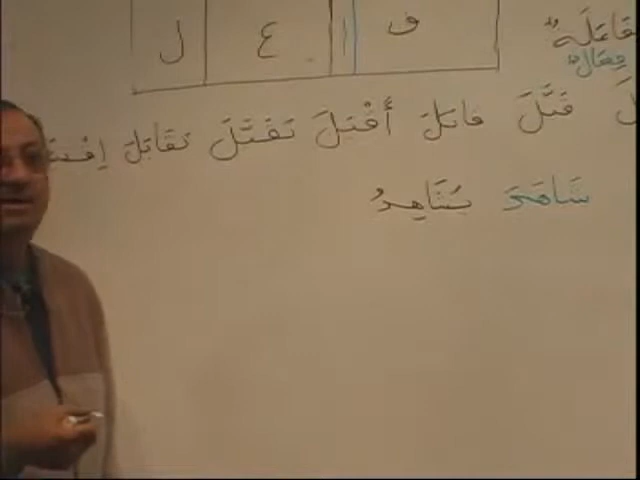 ف ا ع ل
فَاعَلَة
فِعَال
لَ قَتَّلَ قَاتَلَ أَقْتَلَ تَقَتَّلَ تَقَاتَلَ
شَاهَدَ يُشَاهِدُ